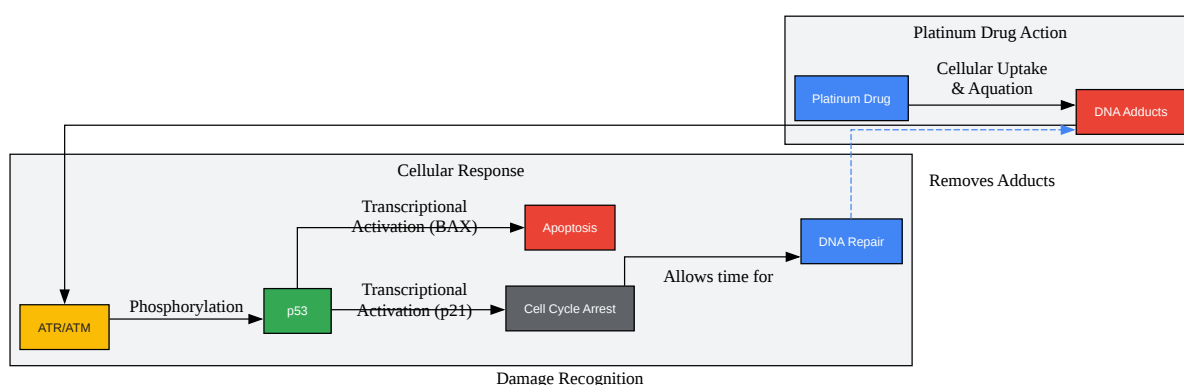 Platinum Drug Action
Cellular Uptake
& Aquation
Platinum Drug
DNA Adducts
Cellular Response
Removes Adducts
Transcriptional
Activation (BAX)
Apoptosis
DNA Repair
Allows time for
Phosphorylation
p53
Transcriptional
Activation (p21)
Cell Cycle Arrest
ATR/ATM
Damage Recognition